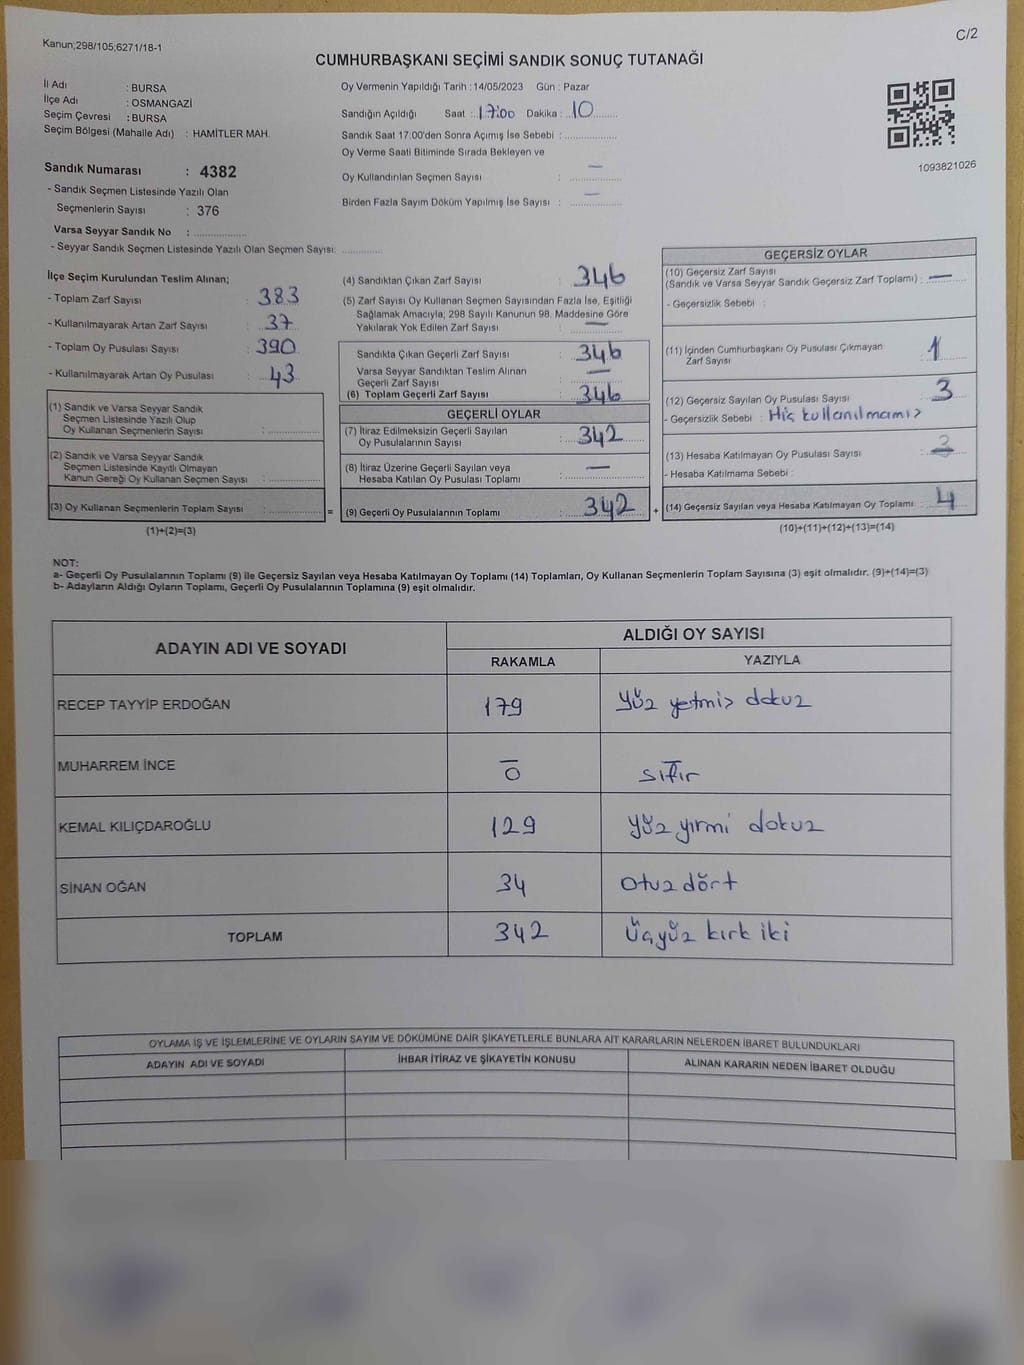 Kanun;298/105;6271/18-1
C/2
CUMHURBAŞKANI SEÇİMİ SANDIK SONUÇ TUTANAĞI
İl Adı : BURSA
İlçe Adı : OSMANGAZİ
Seçim Çevresi : BURSA
Seçim Bölgesi (Mahalle Adı) : HAMİTLER MAH.
Sandık Numarası : 4382
- Sandık Seçmen Listesinde Yazılı Olan
Seçmenlerin Sayısı : 376
Varsa Seyyar Sandık No : ................
- Seyyar Sandık Seçmen Listesinde Yazılı Olan Seçmen Sayısı: ............
Oy Vermenin Yapıldığı Tarih : 14/05/2023 Gün : Pazar
Sandığın Açıldığı Saat : 17:00 Dakika : 10
Sandık Saat 17:00'den Sonra Açımış İse Sebebi : ................
Oy Verme Saati Bitiminde Sırada Bekleyen ve
Oy Kullandırılan Seçmen Sayısı : —
Birden Fazla Sayım Döküm Yapılmış İse Sayısı : —
1093821026
İlçe Seçim Kurulundan Teslim Alınan;
- Toplam Zarf Sayısı : 383
- Kullanılmayarak Artan Zarf Sayısı : 37
- Toplam Oy Pusulası Sayısı : 390
- Kullanılmayarak Artan Oy Pusulası : 43
(1) Sandık ve Varsa Seyyar Sandık
Seçmen Listesinde Yazılı Olup
Oy Kullanan Seçmenlerin Sayısı : ................
(2) Sandık ve Varsa Seyyar Sandık
Seçmen Listesinde Kayıtlı Olmayan
Kanun Gereği Oy Kullanan Seçmen Sayısı : ................
(3) Oy Kullanan Seçmenlerin Toplam Sayısı : ................ =
(1)+(2)=(3)
(4) Sandıktan Çıkan Zarf Sayısı : 346
(5) Zarf Sayısı Oy Kullanan Seçmen Sayısından Fazla İse, Eşitliği
Sağlamak Amacıyla; 298 Sayılı Kanunun 98. Maddesine Göre
Yakılarak Yok Edilen Zarf Sayısı : —
Sandıkta Çıkan Geçerli Zarf Sayısı : 346
Varsa Seyyar Sandıktan Teslim Alınan
Geçerli Zarf Sayısı : —
(6) Toplam Geçerli Zarf Sayısı : 346
GEÇERLİ OYLAR
(7) İtiraz Edilmeksizin Geçerli Sayılan
Oy Pusulalarının Sayısı : 342
(8) İtiraz Üzerine Geçerli Sayılan veya
Hesaba Katılan Oy Pusulası Toplamı : —
(9) Geçerli Oy Pusulalarının Toplamı : 342 +
GEÇERSİZ OYLAR
(10) Geçersiz Zarf Sayısı
(Sandık ve Varsa Seyyar Sandık Geçersiz Zarf Toplamı) : —
- Geçersizlik Sebebi :
(11) İçinden Cumhurbaşkanı Oy Pusulası Çıkmayan
Zarf Sayısı : 1
(12) Geçersiz Sayılan Oy Pusulası Sayısı : 3
- Geçersizlik Sebebi : Hiç kullanılmamış
(13) Hesaba Katılmayan Oy Pusulası Sayısı :
- Hesaba Katılmama Sebebi :
(14) Geçersiz Sayılan veya Hesaba Katılmayan Oy Toplamı : 4
(10)+(11)+(12)+(13)=(14)
NOT:
a- Geçerli Oy Pusulalarının Toplamı (9) ile Geçersiz Sayılan veya Hesaba Katılmayan Oy Toplamı (14) Toplamları, Oy Kullanan Seçmenlerin Toplam Sayısına (3) eşit olmalıdır. (9)+(14)=(3)
b- Adayların Aldığı Oyların Toplamı, Geçerli Oy Pusulalarının Toplamına (9) eşit olmalıdır.
ADAYIN ADI VE SOYADI ALDIĞI OY SAYISI
RAKAMLA YAZIYLA
RECEP TAYYİP ERDOĞAN 179 yüz yetmiş dokuz
MUHARREM İNCE 0 sıfır
KEMAL KILIÇDAROĞLU 129 yüz yirmi dokuz
SİNAN OĞAN 34 otuz dört
TOPLAM 342 üçyüz kırk iki
OYLAMA İŞ VE İŞLEMLERİNE VE OYLARIN SAYIM VE DÖKÜMÜNE DAİR ŞİKAYETLERLE BUNLARA AİT KARARLARIN NELERDEN İBARET BULUNDUKLARI
ADAYIN ADI VE SOYADI İHBAR İTİRAZ VE ŞİKAYETİN KONUSU ALINAN KARARIN NEDEN İBARET OLDUĞU